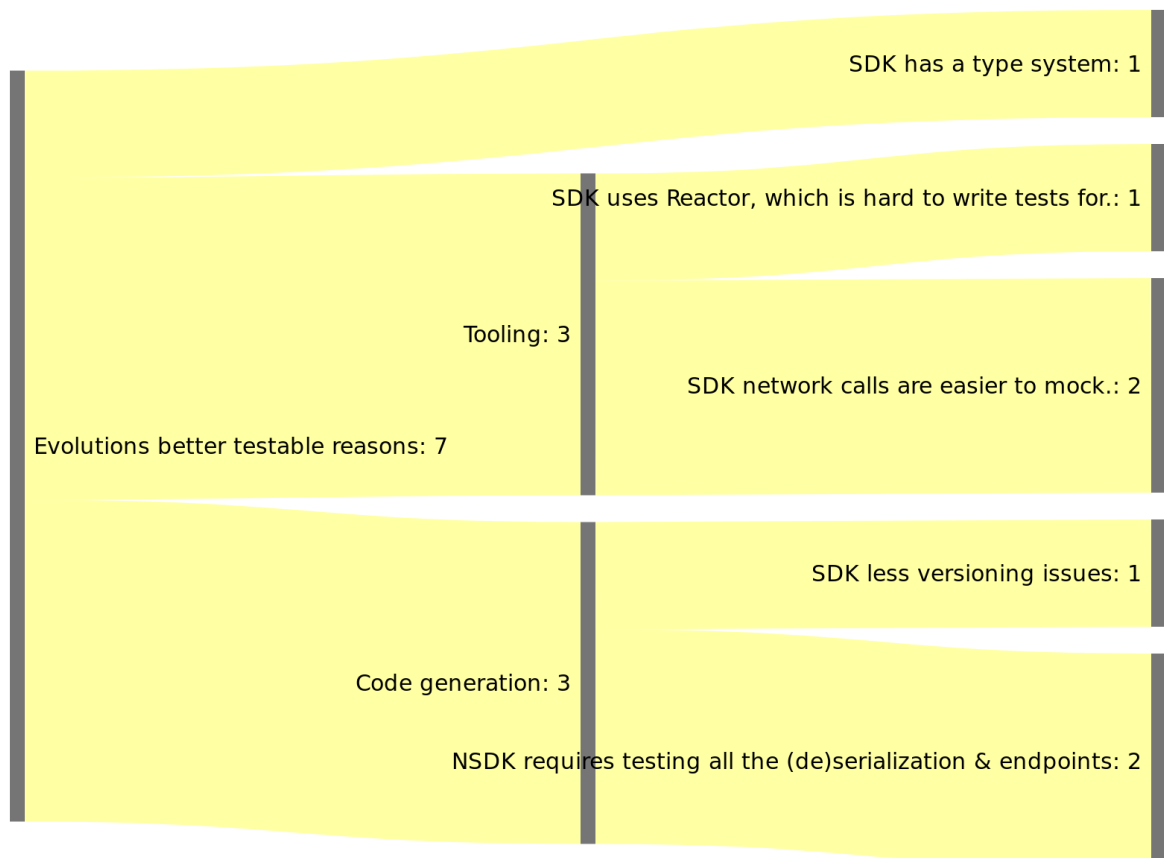 SDK has a type system: 1
SDK uses Reactor, which is hard to write tests for.: 1
Tooling: 3
SDK network calls are easier to mock.: 2
Evolutions better testable reasons: 7
SDK less versioning issues: 1
Code generation: 3
NSDK requires testing all the (de)serialization & endpoints: 2